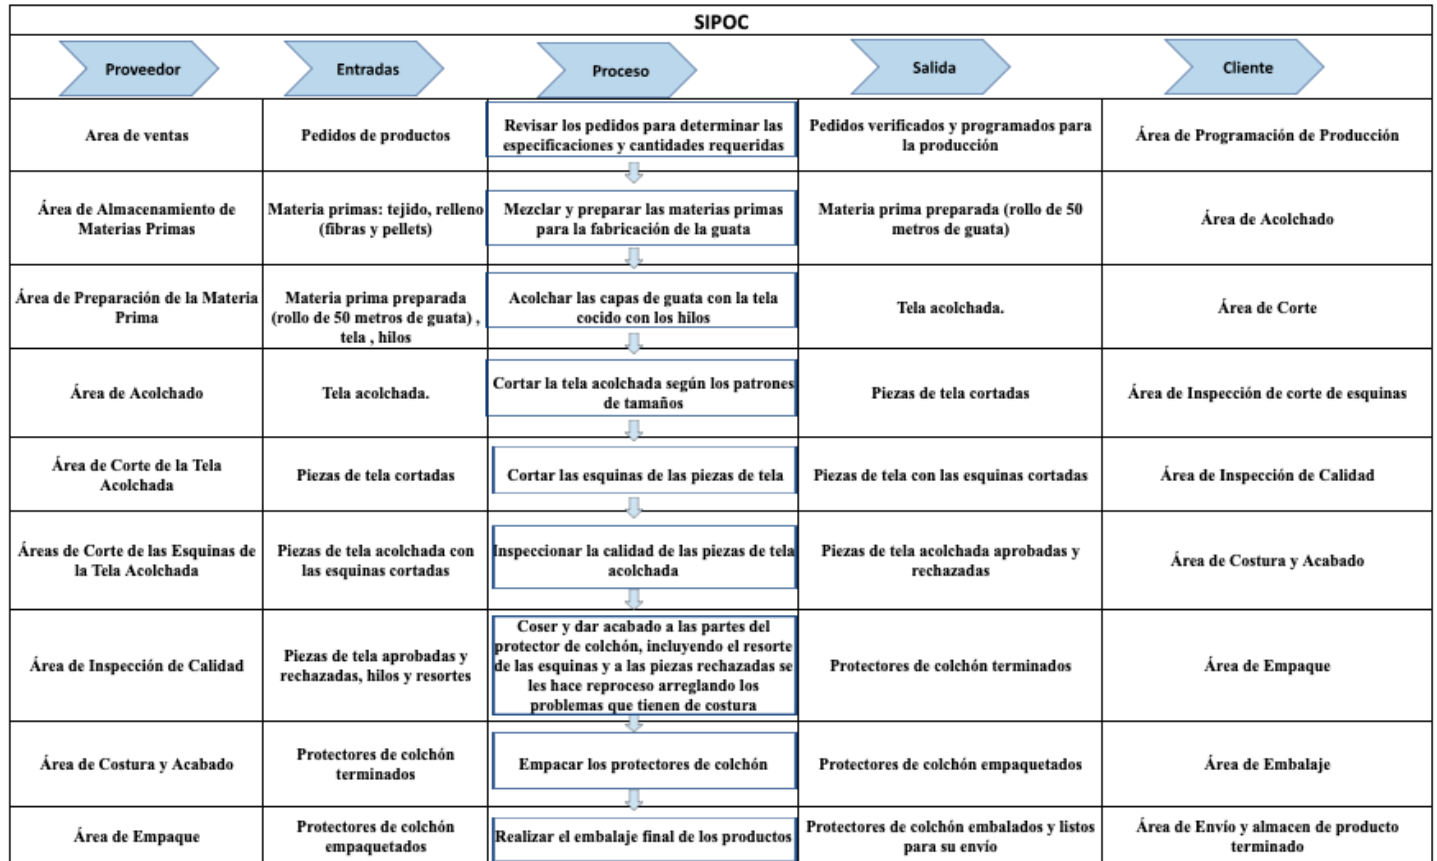 SIPOC
Proveedor
Entradas
Proceso
Salida
Cliente
Area de ventas
Pedidos de productos
Revisar los pedidos para determinar las
especificaciones y cantidades requeridas
Pedidos verificados y programados para
la producción
Área de Programación de Producción
Área de Almacenamiento de
Materias Primas
Materia primas: tejido, relleno
(fibras y pellets)
Mezclar y preparar las materias primas
para la fabricación de la guata
Materia prima preparada (rollo de 50
metros de guata)
Área de Acolchado
Área de Preparación de la Materia
Prima
Materia prima preparada
(rollo de 50 metros de guata) ,
tela , hilos
Acolchar las capas de guata con la tela
cocido con los hilos
Tela acolchada.
Área de Corte
Área de Acolchado
Tela acolchada.
Cortar la tela acolchada según los patrones
de tamaños
Piezas de tela cortadas
Área de Inspección de corte de esquinas
Área de Corte de la Tela
Acolchada
Piezas de tela cortadas
Cortar las esquinas de las piezas de tela
Piezas de tela con las esquinas cortadas
Área de Inspección de Calidad
Áreas de Corte de las Esquinas de
la Tela Acolchada
Piezas de tela acolchada con
las esquinas cortadas
Inspeccionar la calidad de las piezas de tela
acolchada
Piezas de tela acolchada aprobadas y
rechazadas
Área de Costura y Acabado
Área de Inspección de Calidad
Piezas de tela aprobadas y
rechazadas, hilos y resortes
Coser y dar acabado a las partes del
protector de colchón, incluyendo el resorte
de las esquinas y a las piezas rechazadas se
les hace reproceso arreglando los
problemas que tienen de costura
Protectores de colchón terminados
Área de Empaque
Área de Costura y Acabado
Protectores de colchón
terminados
Empacar los protectores de colchón
Protectores de colchón empaquetados
Área de Embalaje
Área de Empaque
Protectores de colchón
empaquetados
Realizar el embalaje final de los productos
Protectores de colchón embalados y listos
para su envío
Área de Envío y almacen de producto
terminado